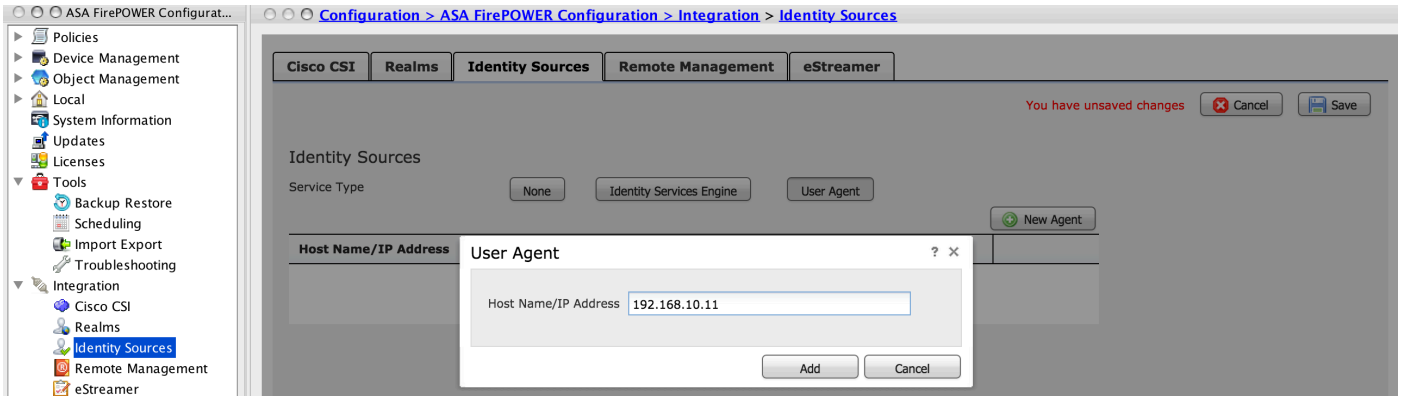 ASA FirePOWER Configurat...
Policies
Device Management
Object Management
Local
System Information
Updates
Licenses
Tools
Backup Restore
Scheduling
Import Export
Troubleshooting
Integration
Cisco CSI
Realms
Identity Sources
Remote Management
eStreamer
Configuration > ASA FirePOWER Configuration > Integration > Identity Sources
Cisco CSI Realms Identity Sources Remote Management eStreamer
You have unsaved changes Cancel Save
Identity Sources
Service Type None Identity Services Engine User Agent
New Agent
Host Name/IP Address
User Agent ? ×
Host Name/IP Address 192.168.10.11
Add Cancel